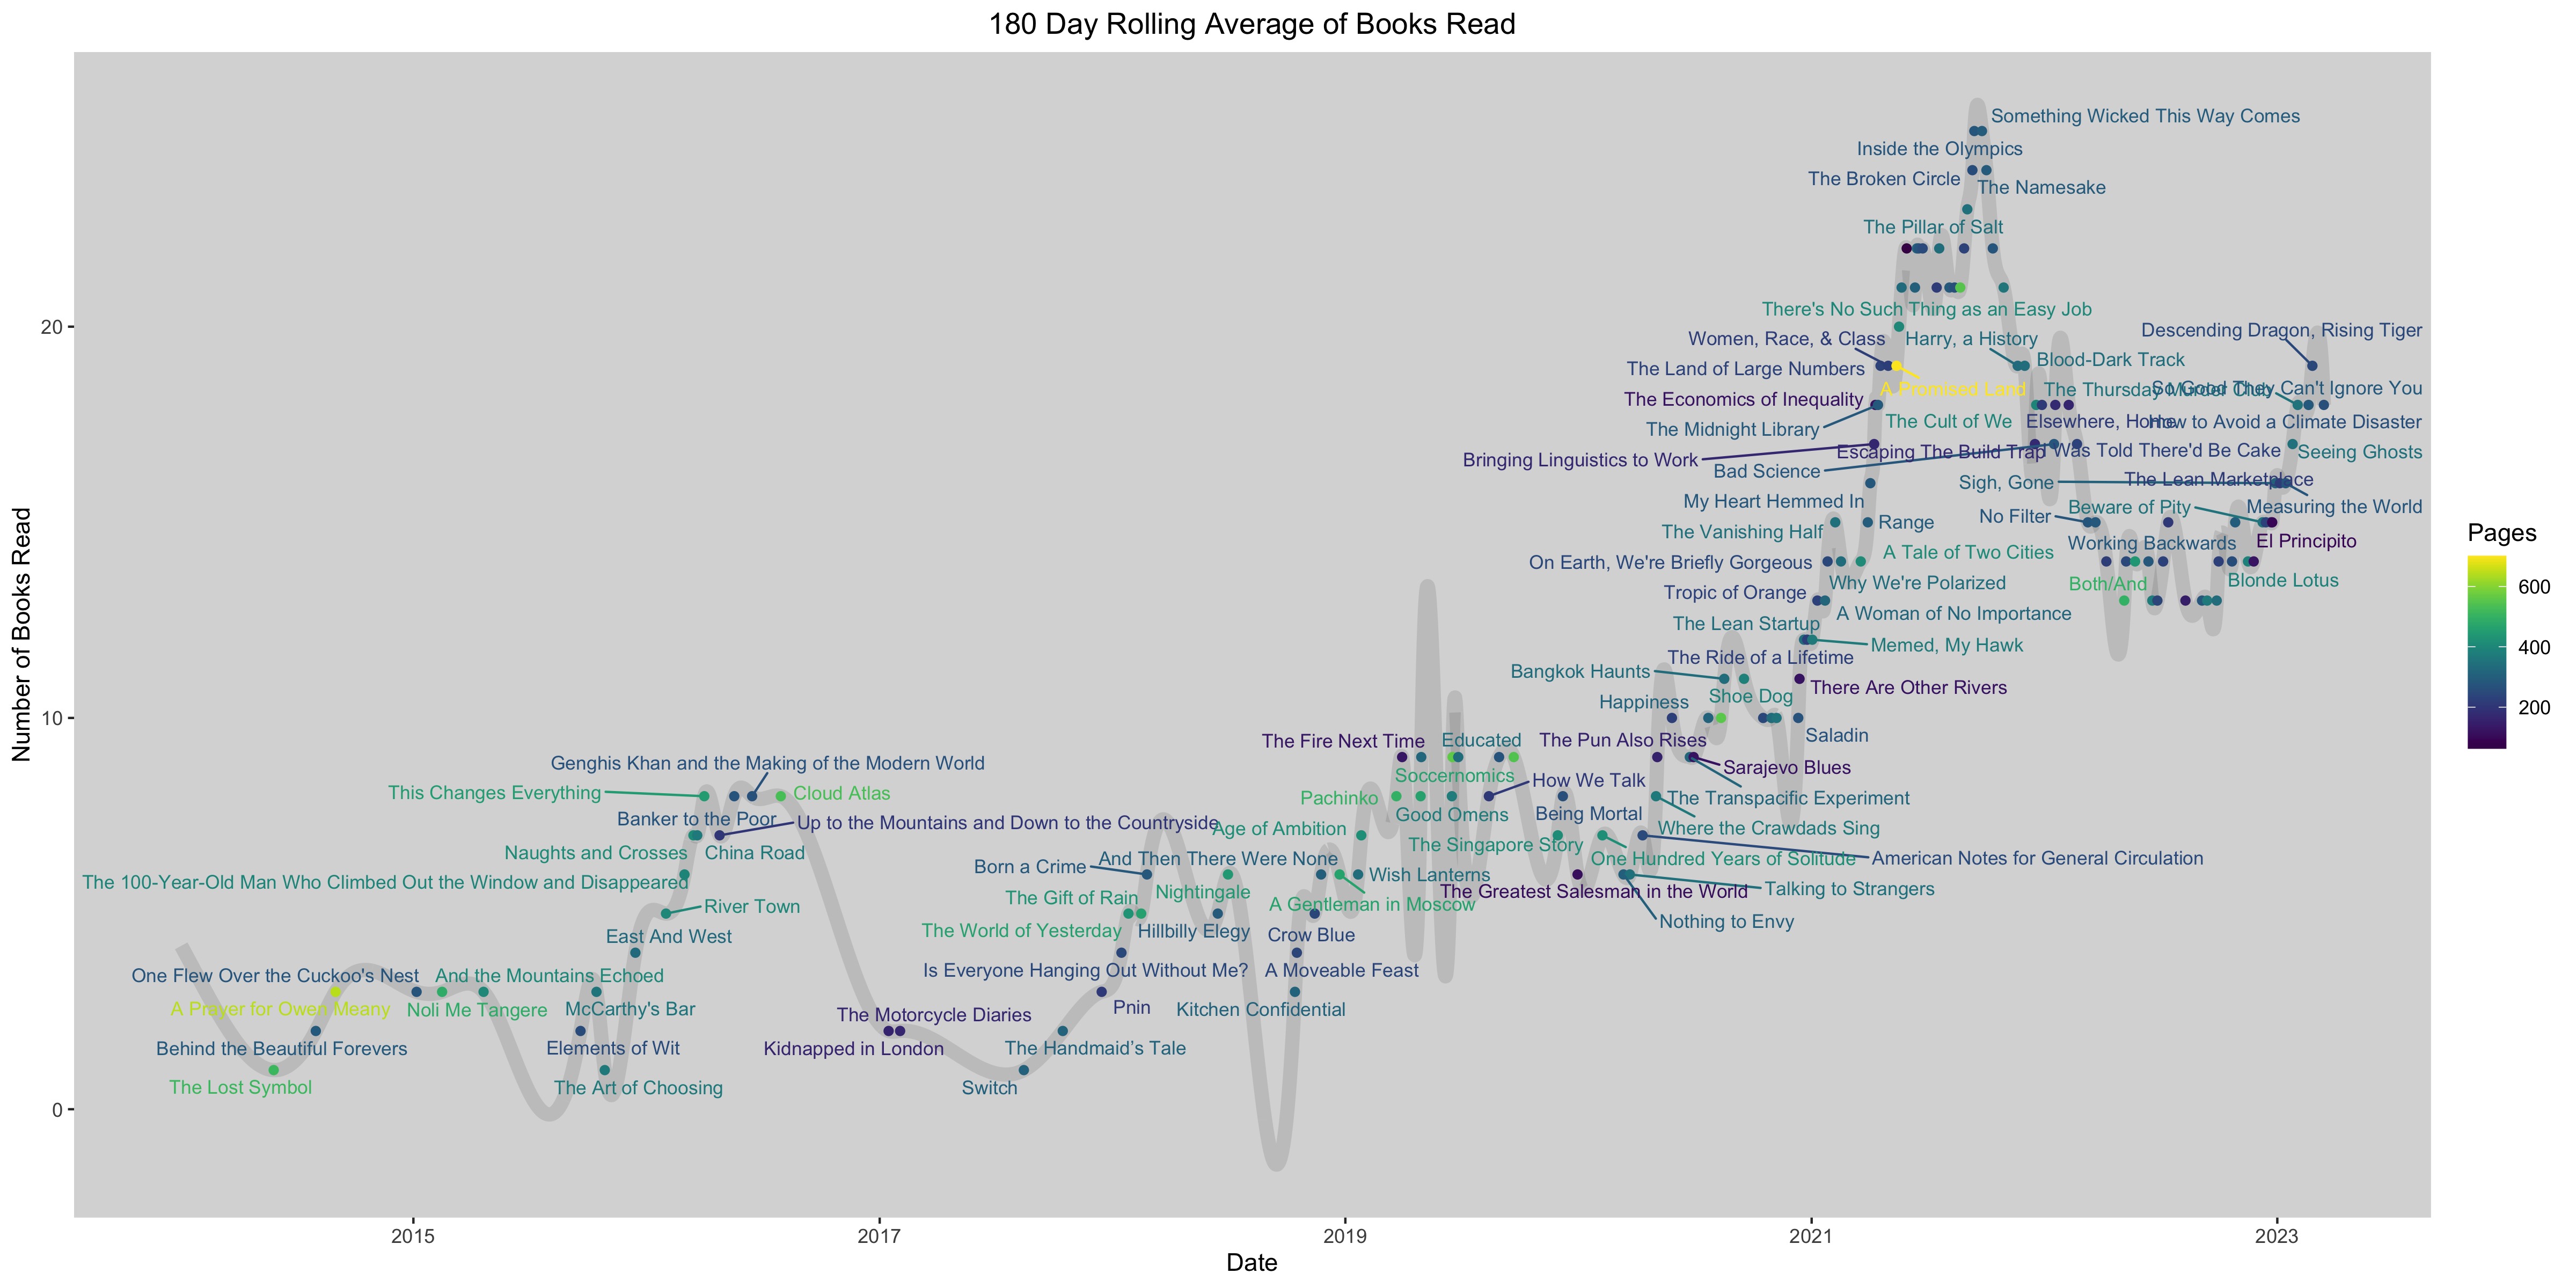 180 Day Rolling Average of Books Read
Something Wicked This Way Comes
Inside the Olympics
The Broken Circle
The Namesake
The Pillar of Salt
There's No Such Thing as an Easy Job
20
Women, Race, & Class
Harry, a History
Descending Dragon, Rising Tiger
Blood-Dark Track
The Land of Large Numbers
A Promised Land
The Thursday Murder Club
So Good They Can't Ignore You
The Economics of Inequality
The Cult of We
Elsewhere, Home
How to Avoid a Climate Disaster
The Midnight Library
Escaping The Build Trap
I Was Told There'd Be Cake
Seeing Ghosts
Bringing Linguistics to Work
Bad Science
Sigh, Gone
The Lean Marketplace
My Heart Hemmed In
Beware of Pity
Measuring the World
No Filter
Range
The Vanishing Half
Working Backwards
El Principito
A Tale of Two Cities
On Earth, We're Briefly Gorgeous
Why We're Polarized
Both/And
Blonde Lotus
Tropic of Orange
A Woman of No Importance
The Lean Startup
Memed, My Hawk
The Ride of a Lifetime
Bangkok Haunts
There Are Other Rivers
Happiness
Shoe Dog
10
Saladin
The Fire Next Time
Educated
The Pun Also Rises
Sarajevo Blues
Genghis Khan and the Making of the Modern World
Soccernomics
How We Talk
This Changes Everything
Cloud Atlas
Pachinko
The Transpacific Experiment
Banker to the Poor
Up to the Mountains and Down to the Countryside
Age of Ambition
Good Omens
Being Mortal
Where the Crawdads Sing
Naughts and Crosses
China Road
The Singapore Story
One Hundred Years of Solitude
American Notes for General Circulation
Born a Crime
And Then There Were None
Wish Lanterns
The 100-Year-Old Man Who Climbed Out the Window and Disappeared
The Gift of Rain
Nightingale
The Greatest Salesman in the World
Talking to Strangers
River Town
A Gentleman in Moscow
Nothing to Envy
The World of Yesterday
Hillbilly Elegy
Crow Blue
East And West
Is Everyone Hanging Out Without Me?
A Moveable Feast
One Flew Over the Cuckoo's Nest
And the Mountains Echoed
A Prayer for Owen Meany
Noli Me Tangere
McCarthy's Bar
Pnin
Kitchen Confidential
The Motorcycle Diaries
Behind the Beautiful Forevers
Elements of Wit
Kidnapped in London
The Handmaid’s Tale
The Lost Symbol
The Art of Choosing
Switch
0
Number of Books Read
2015
2017
2019
2021
2023
Date
Pages
600
400
200